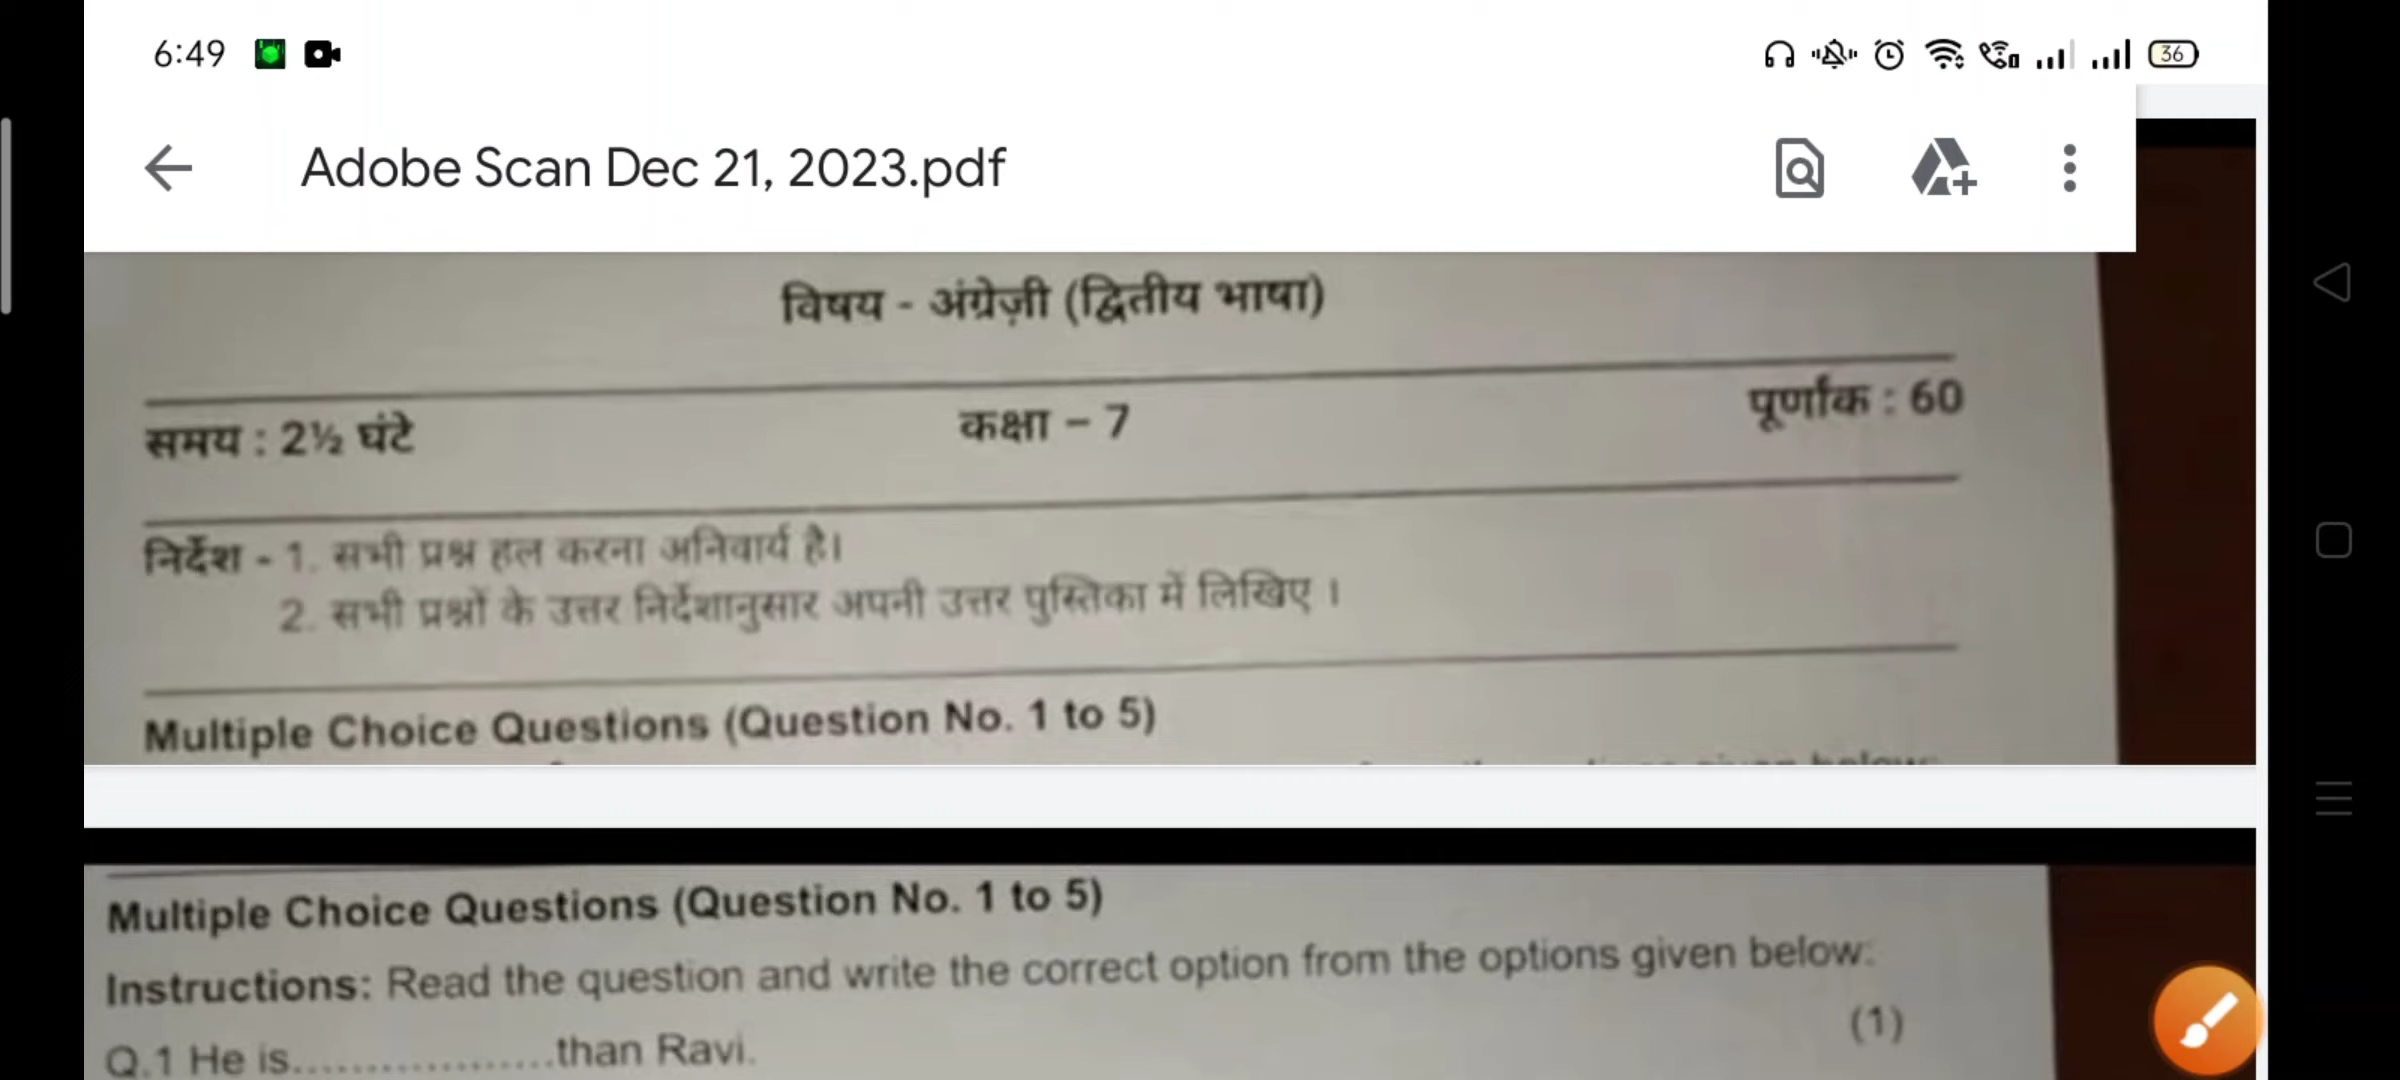 6:49
36
Adobe Scan Dec 21, 2023.pdf
विषय - अंग्रेज़ी (द्वितीय भाषा)
समय : 2½ घंटे कक्षा – 7 पूर्णांक : 60
निर्देश - 1. सभी प्रश्न हल करना अनिवार्य है।
2. सभी प्रश्नों के उत्तर निर्देशानुसार अपनी उत्तर पुस्तिका में लिखिए ।
Multiple Choice Questions (Question No. 1 to 5)
Multiple Choice Questions (Question No. 1 to 5)
Instructions: Read the question and write the correct option from the options given below:
Q.1 He is..................than Ravi. (1)